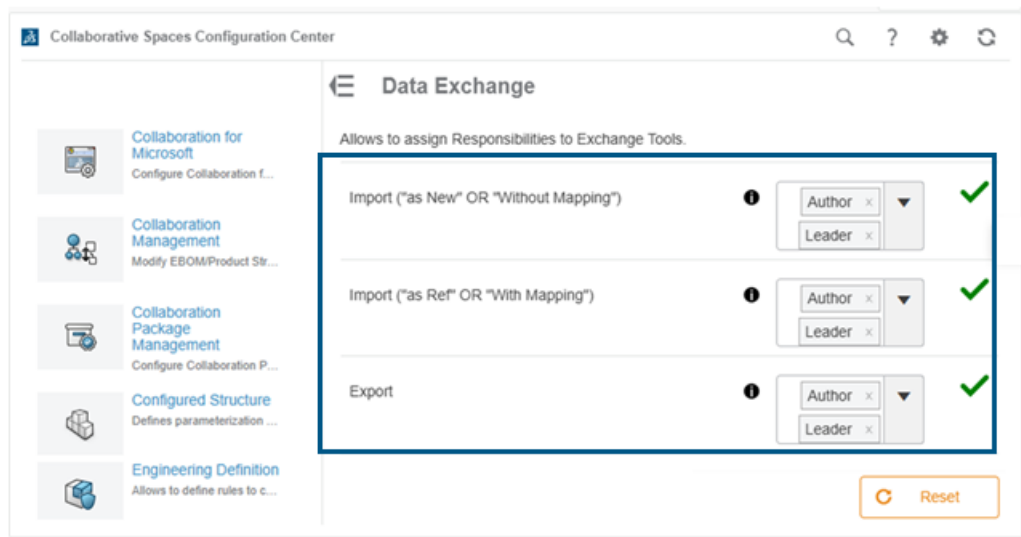 Collaborative Spaces Configuration Center
?
Data Exchange
Allows to assign Responsibilities to Exchange Tools.
Collaboration for
Microsoft
Configure Collaboration f...
Collaboration
Management
Modify EBOM/Product Str...
Collaboration
Package
Management
Configure Collaboration P...
Configured Structure
Defines parameterization ...
Engineering Definition
Allows to define rules to c...
Import ("as New" OR "Without Mapping")
Author ×
Leader ×
Import ("as Ref" OR "With Mapping")
Author ×
Leader ×
Export
Author ×
Leader ×
Reset